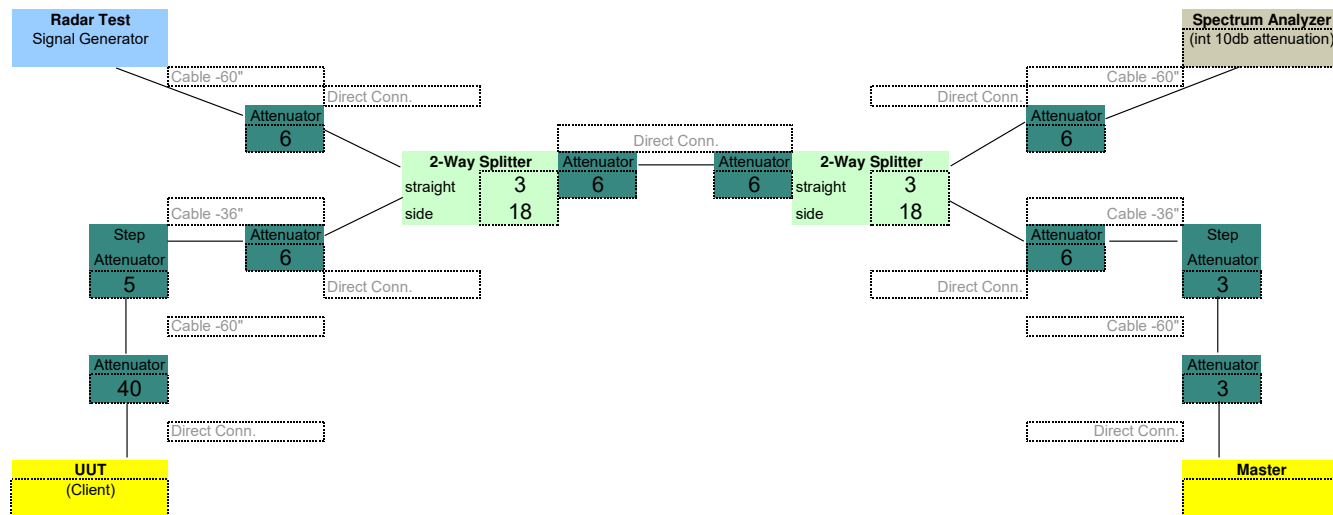 Radar Test
Signal Generator
Spectrum Analyzer
(int 10db attenuation)
Cable -60"
Cable -60"
Direct Conn.
Direct Conn.
Attenuator
6
Attenuator
6
Direct Conn.
2-Way Splitter
straight 3
side 18
Attenuator
6
Attenuator
6
2-Way Splitter
straight 3
side 18
Cable -36"
Cable -36"
Step
Attenuator
5
Attenuator
6
Attenuator
6
Step
Attenuator
3
Direct Conn.
Direct Conn.
Cable -60"
Cable -60"
Attenuator
40
Attenuator
3
Direct Conn.
Direct Conn.
UUT
(Client)
Master